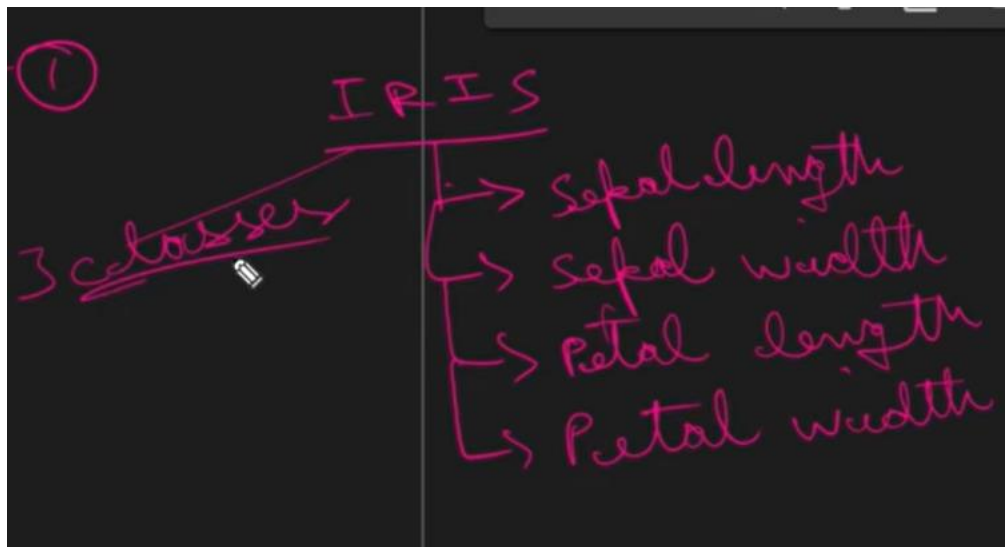 1
IRIS
3 classes
Sepal length
Sepal width
Petal length
Petal width